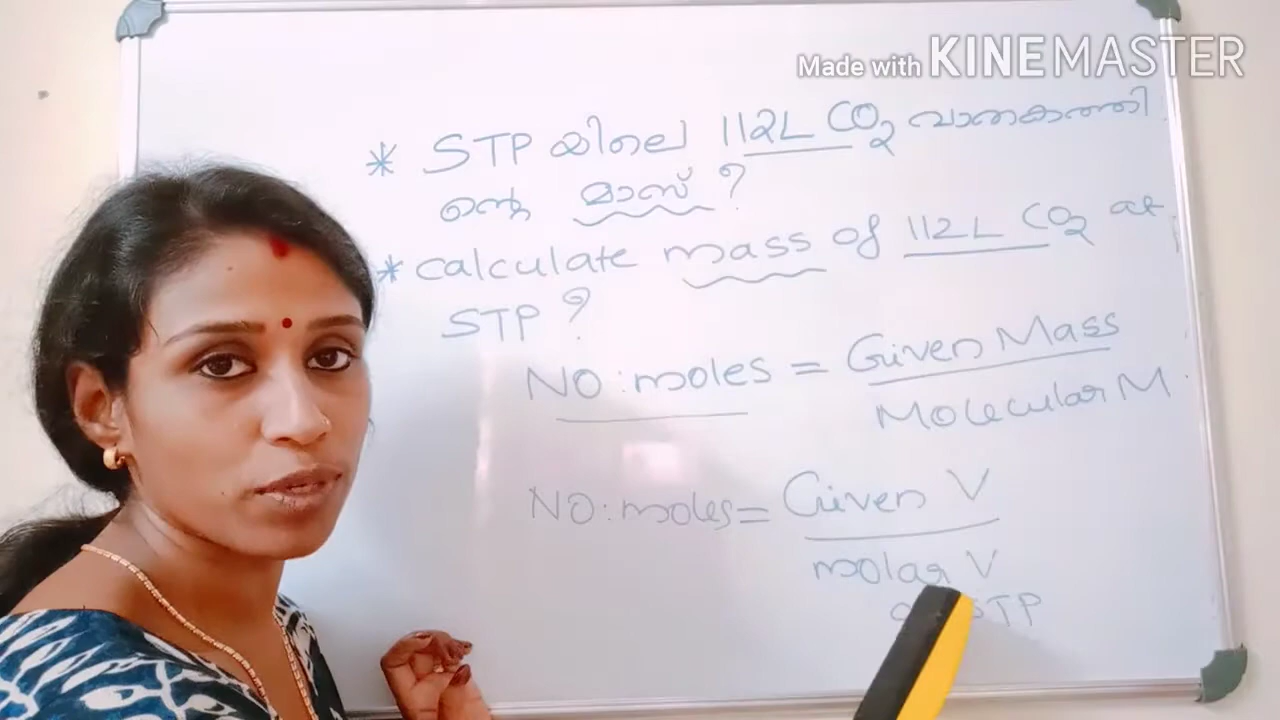 Made with KINEMASTER
* STP യിലെ 112L CO2 വാതകത്തി
ന്റെ മാസ് ?
* calculate mass of 112L CO2 at
STP ?
NO: moles = Given Mass
Molecular M.
NO: moles = Given V
molar V
STP